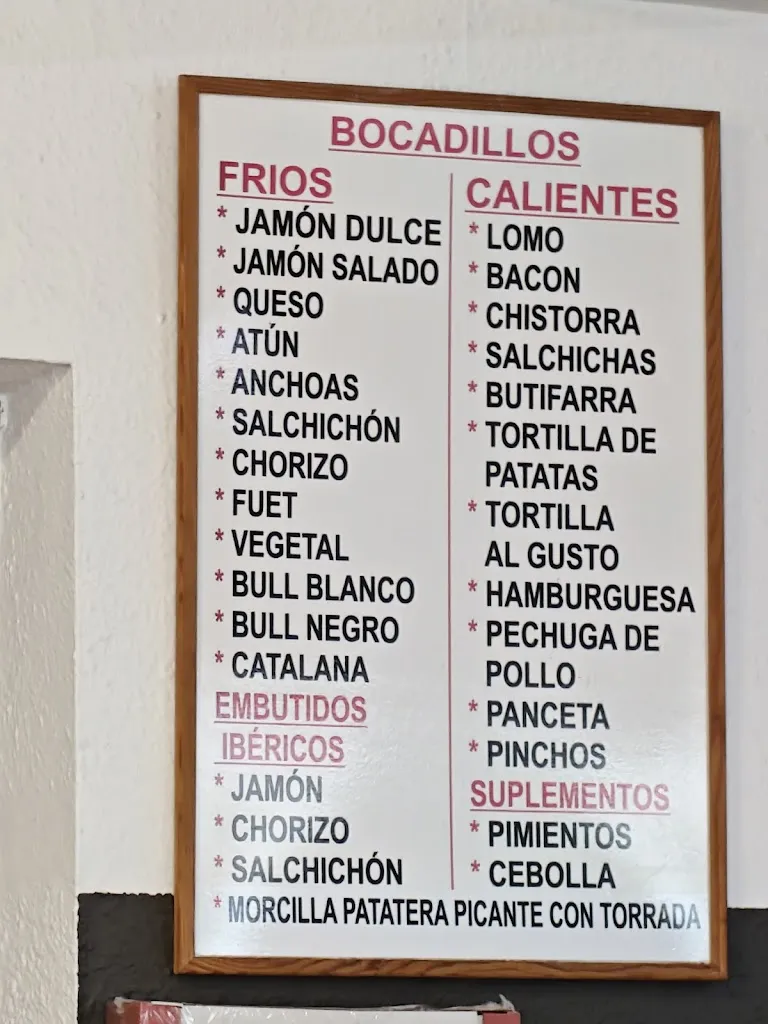 BOCADILLOS
FRIOS
* JAMÓN DULCE
* JAMÓN SALADO
* QUESO
* ATÚN
* ANCHOAS
* SALCHICHÓN
* CHORIZO
* FUET
* VEGETAL
* BULL BLANCO
* BULL NEGRO
* CATALANA
EMBUTIDOS
IBÉRICOS
* JAMÓN
* CHORIZO
* SALCHICHÓN
* MORCILLA PATATERA PICANTE CON TORRADA
CALIENTES
* LOMO
* BACON
* CHISTORRA
* SALCHICHAS
* BUTIFARRA
* TORTILLA DE
PATATAS
* TORTILLA
AL GUSTO
* HAMBURGUESA
* PECHUGA DE
POLLO
* PANCETA
* PINCHOS
SUPLEMENTOS
* PIMIENTOS
* CEBOLLA